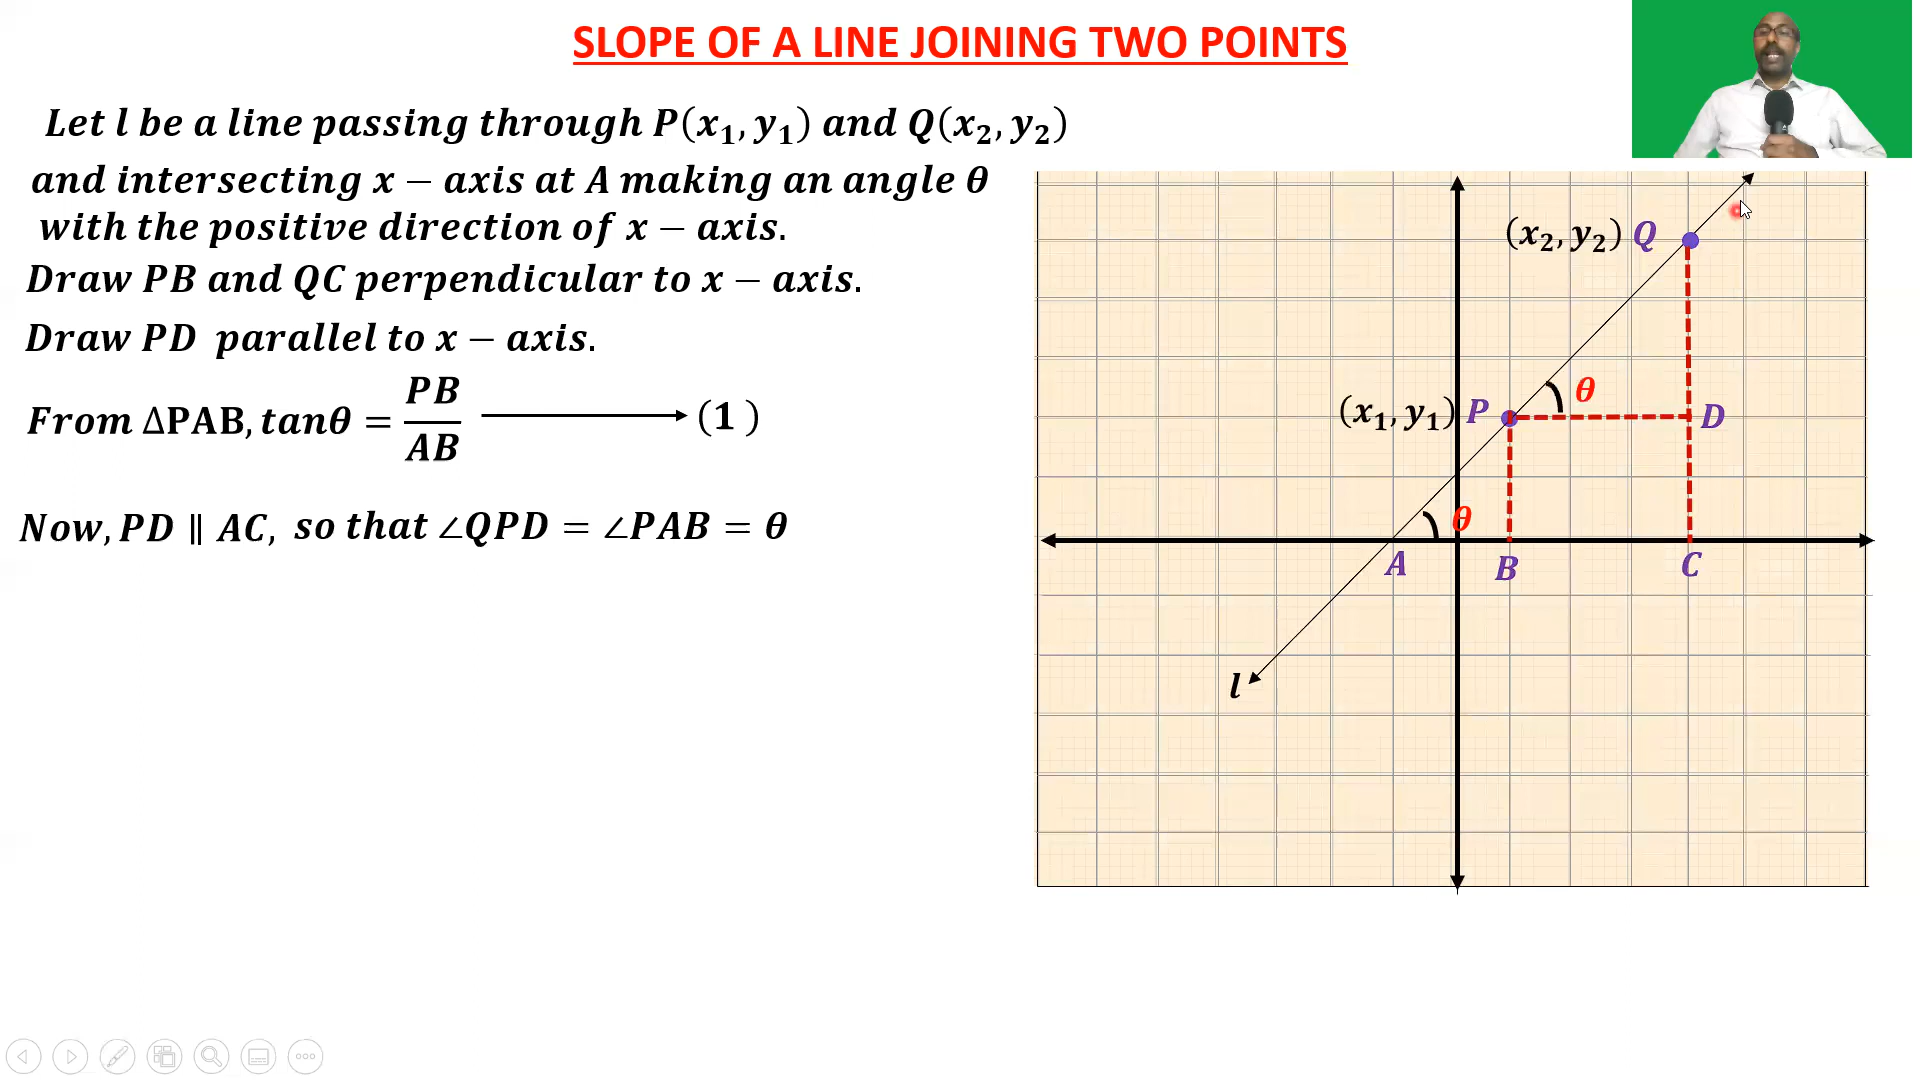 SLOPE OF A LINE JOINING TWO POINTS
Let l be a line passing through P(x₁, y₁) and Q(x₂, y₂)
and intersecting x − axis at A making an angle θ
with the positive direction of x − axis.
Draw PB and QC perpendicular to x − axis.
Draw PD parallel to x − axis.
From ∆PAB, tanθ = PB/AB ⟶ (1 )
Now, PD ∥ AC, so that ∠QPD = ∠PAB = θ
(x₂, y₂) Q
θ
(x₁, y₁) P
D
θ
A
B
C
l